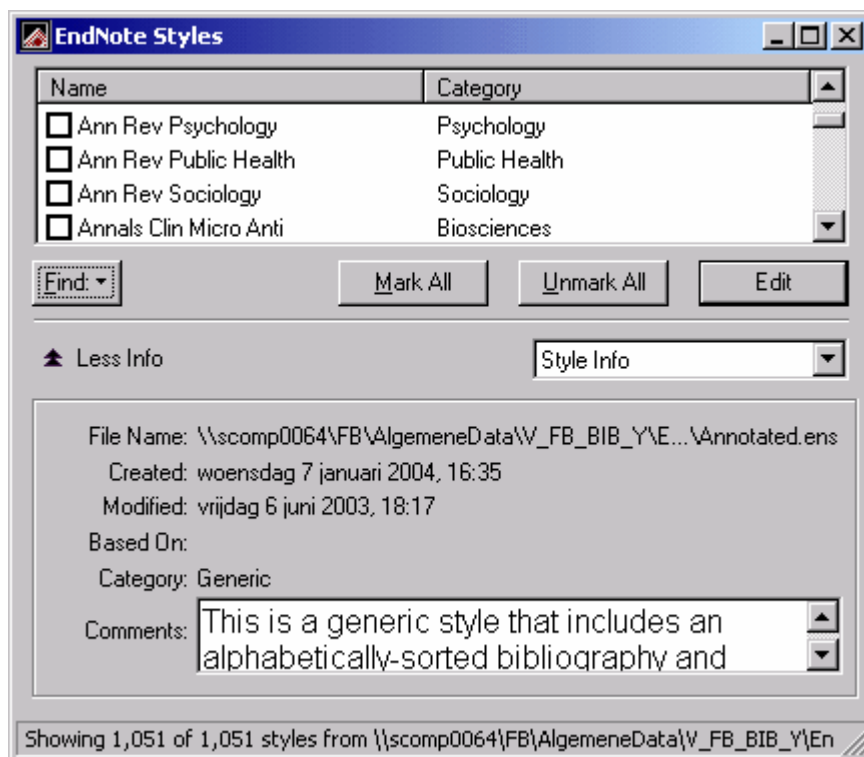 EndNote Styles
Name Category
Ann Rev Psychology Psychology
Ann Rev Public Health Public Health
Ann Rev Sociology Sociology
Annals Clin Micro Anti Biosciences
Find: Mark All Unmark All Edit
Less Info Style Info
File Name: \\scomp0064\FB\AlgemeneData\V_FB_BIB_Y\E...\Annotated.ens
Created: woensdag 7 januari 2004, 16:35
Modified: vrijdag 6 juni 2003, 18:17
Based On:
Category: Generic
Comments: This is a generic style that includes an
alphabetically-sorted bibliography and
Showing 1,051 of 1,051 styles from \\scomp0064\FB\AlgemeneData\V_FB_BIB_Y\En